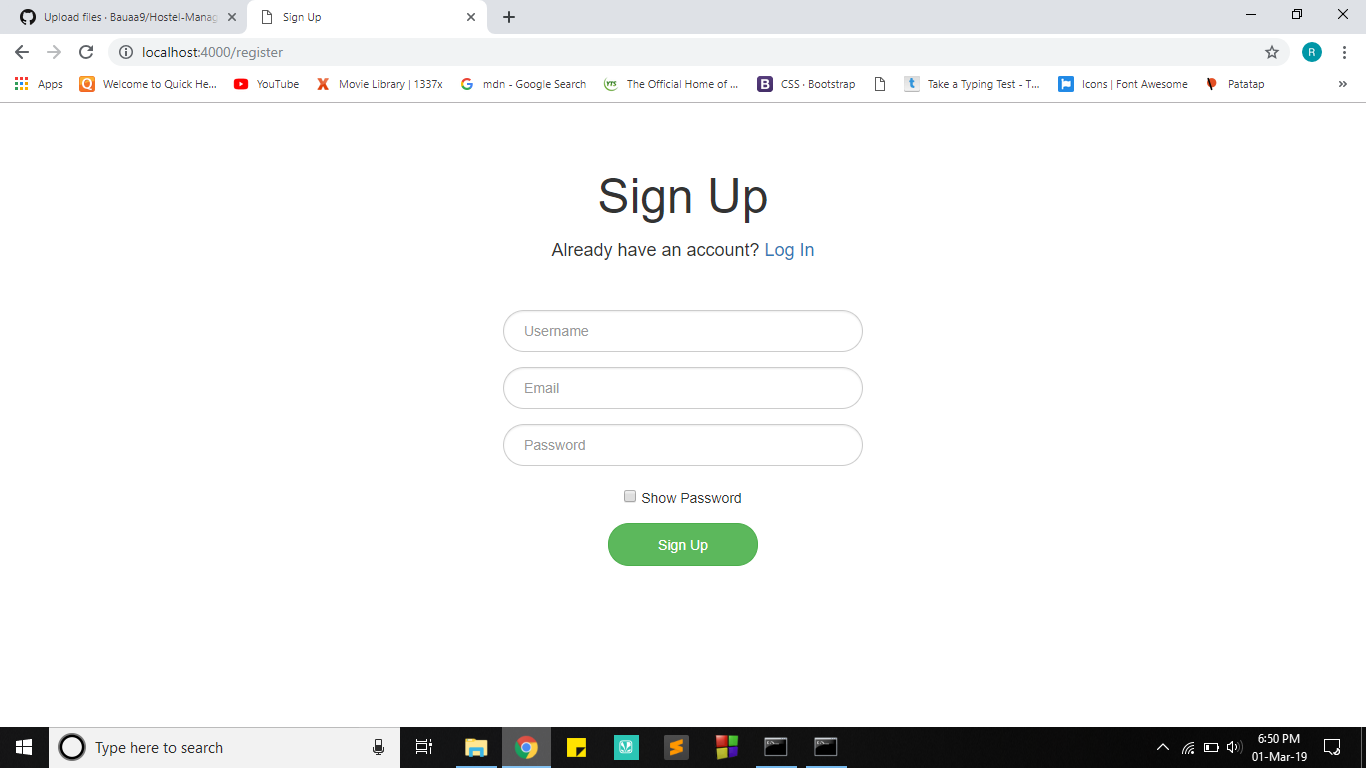 Upload files · Bauaa9/Hostel-Manag
Sign Up
localhost:4000/register
R
Apps
Welcome to Quick He...
YouTube
Movie Library | 1337x
mdn - Google Search
The Official Home of ...
CSS · Bootstrap
Take a Typing Test - T...
Icons | Font Awesome
Patatap
Sign Up
Already have an account? Log In
Username
Email
Password
Show Password
Sign Up
Type here to search
6:50 PM
01-Mar-19